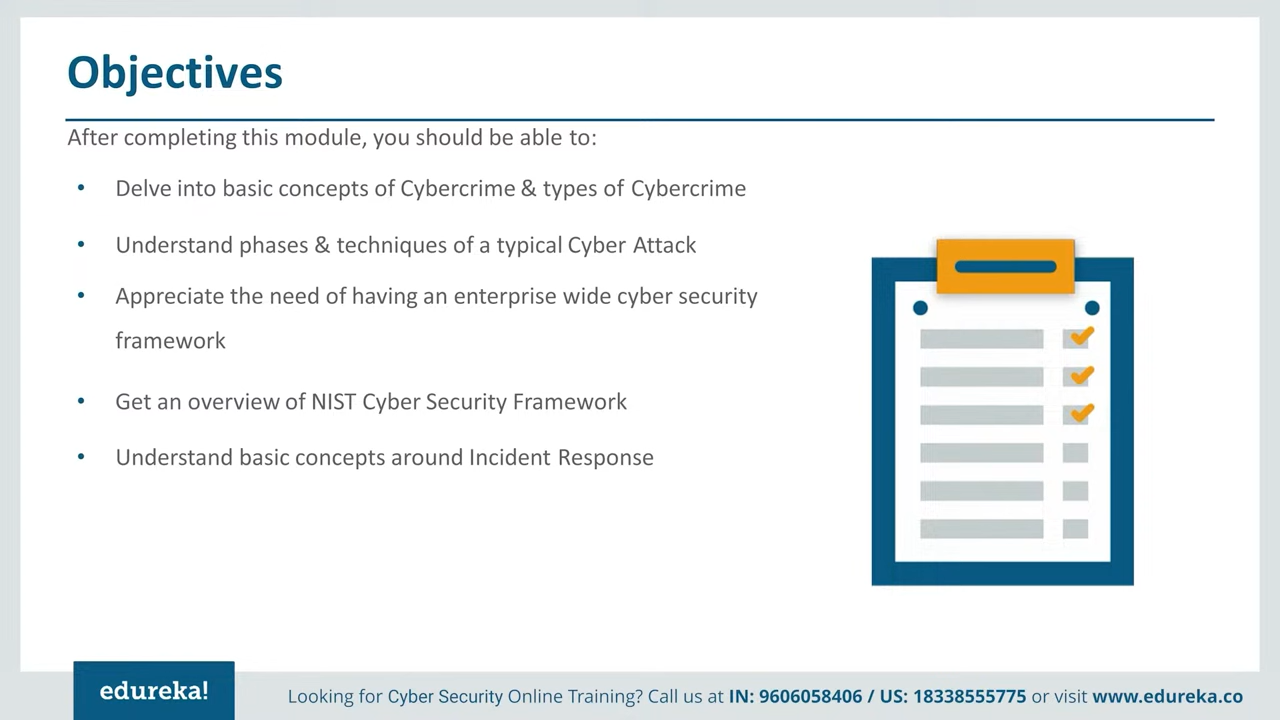 Objectives
After completing this module, you should be able to:
• Delve into basic concepts of Cybercrime & types of Cybercrime
• Understand phases & techniques of a typical Cyber Attack
• Appreciate the need of having an enterprise wide cyber security
framework
• Get an overview of NIST Cyber Security Framework
• Understand basic concepts around Incident Response
edureka!
Looking for Cyber Security Online Training? Call us at IN: 9606058406 / US: 18338555775 or visit www.edureka.co